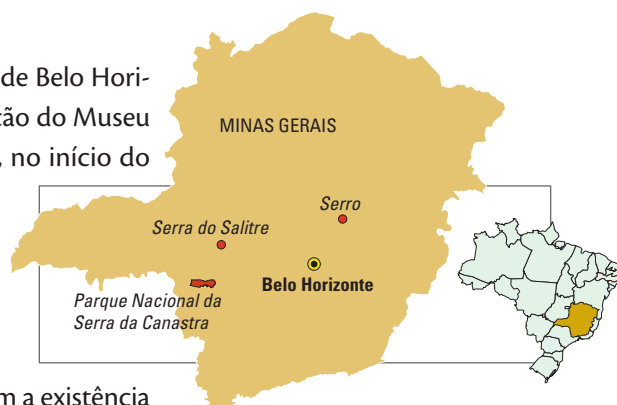 de Belo Hori-
ção do Museu
, no início do
m a existência
MINAS GERAIS
Serro
Serra do Salitre
Belo Horizonte
Parque Nacional da
Serra da Canastra